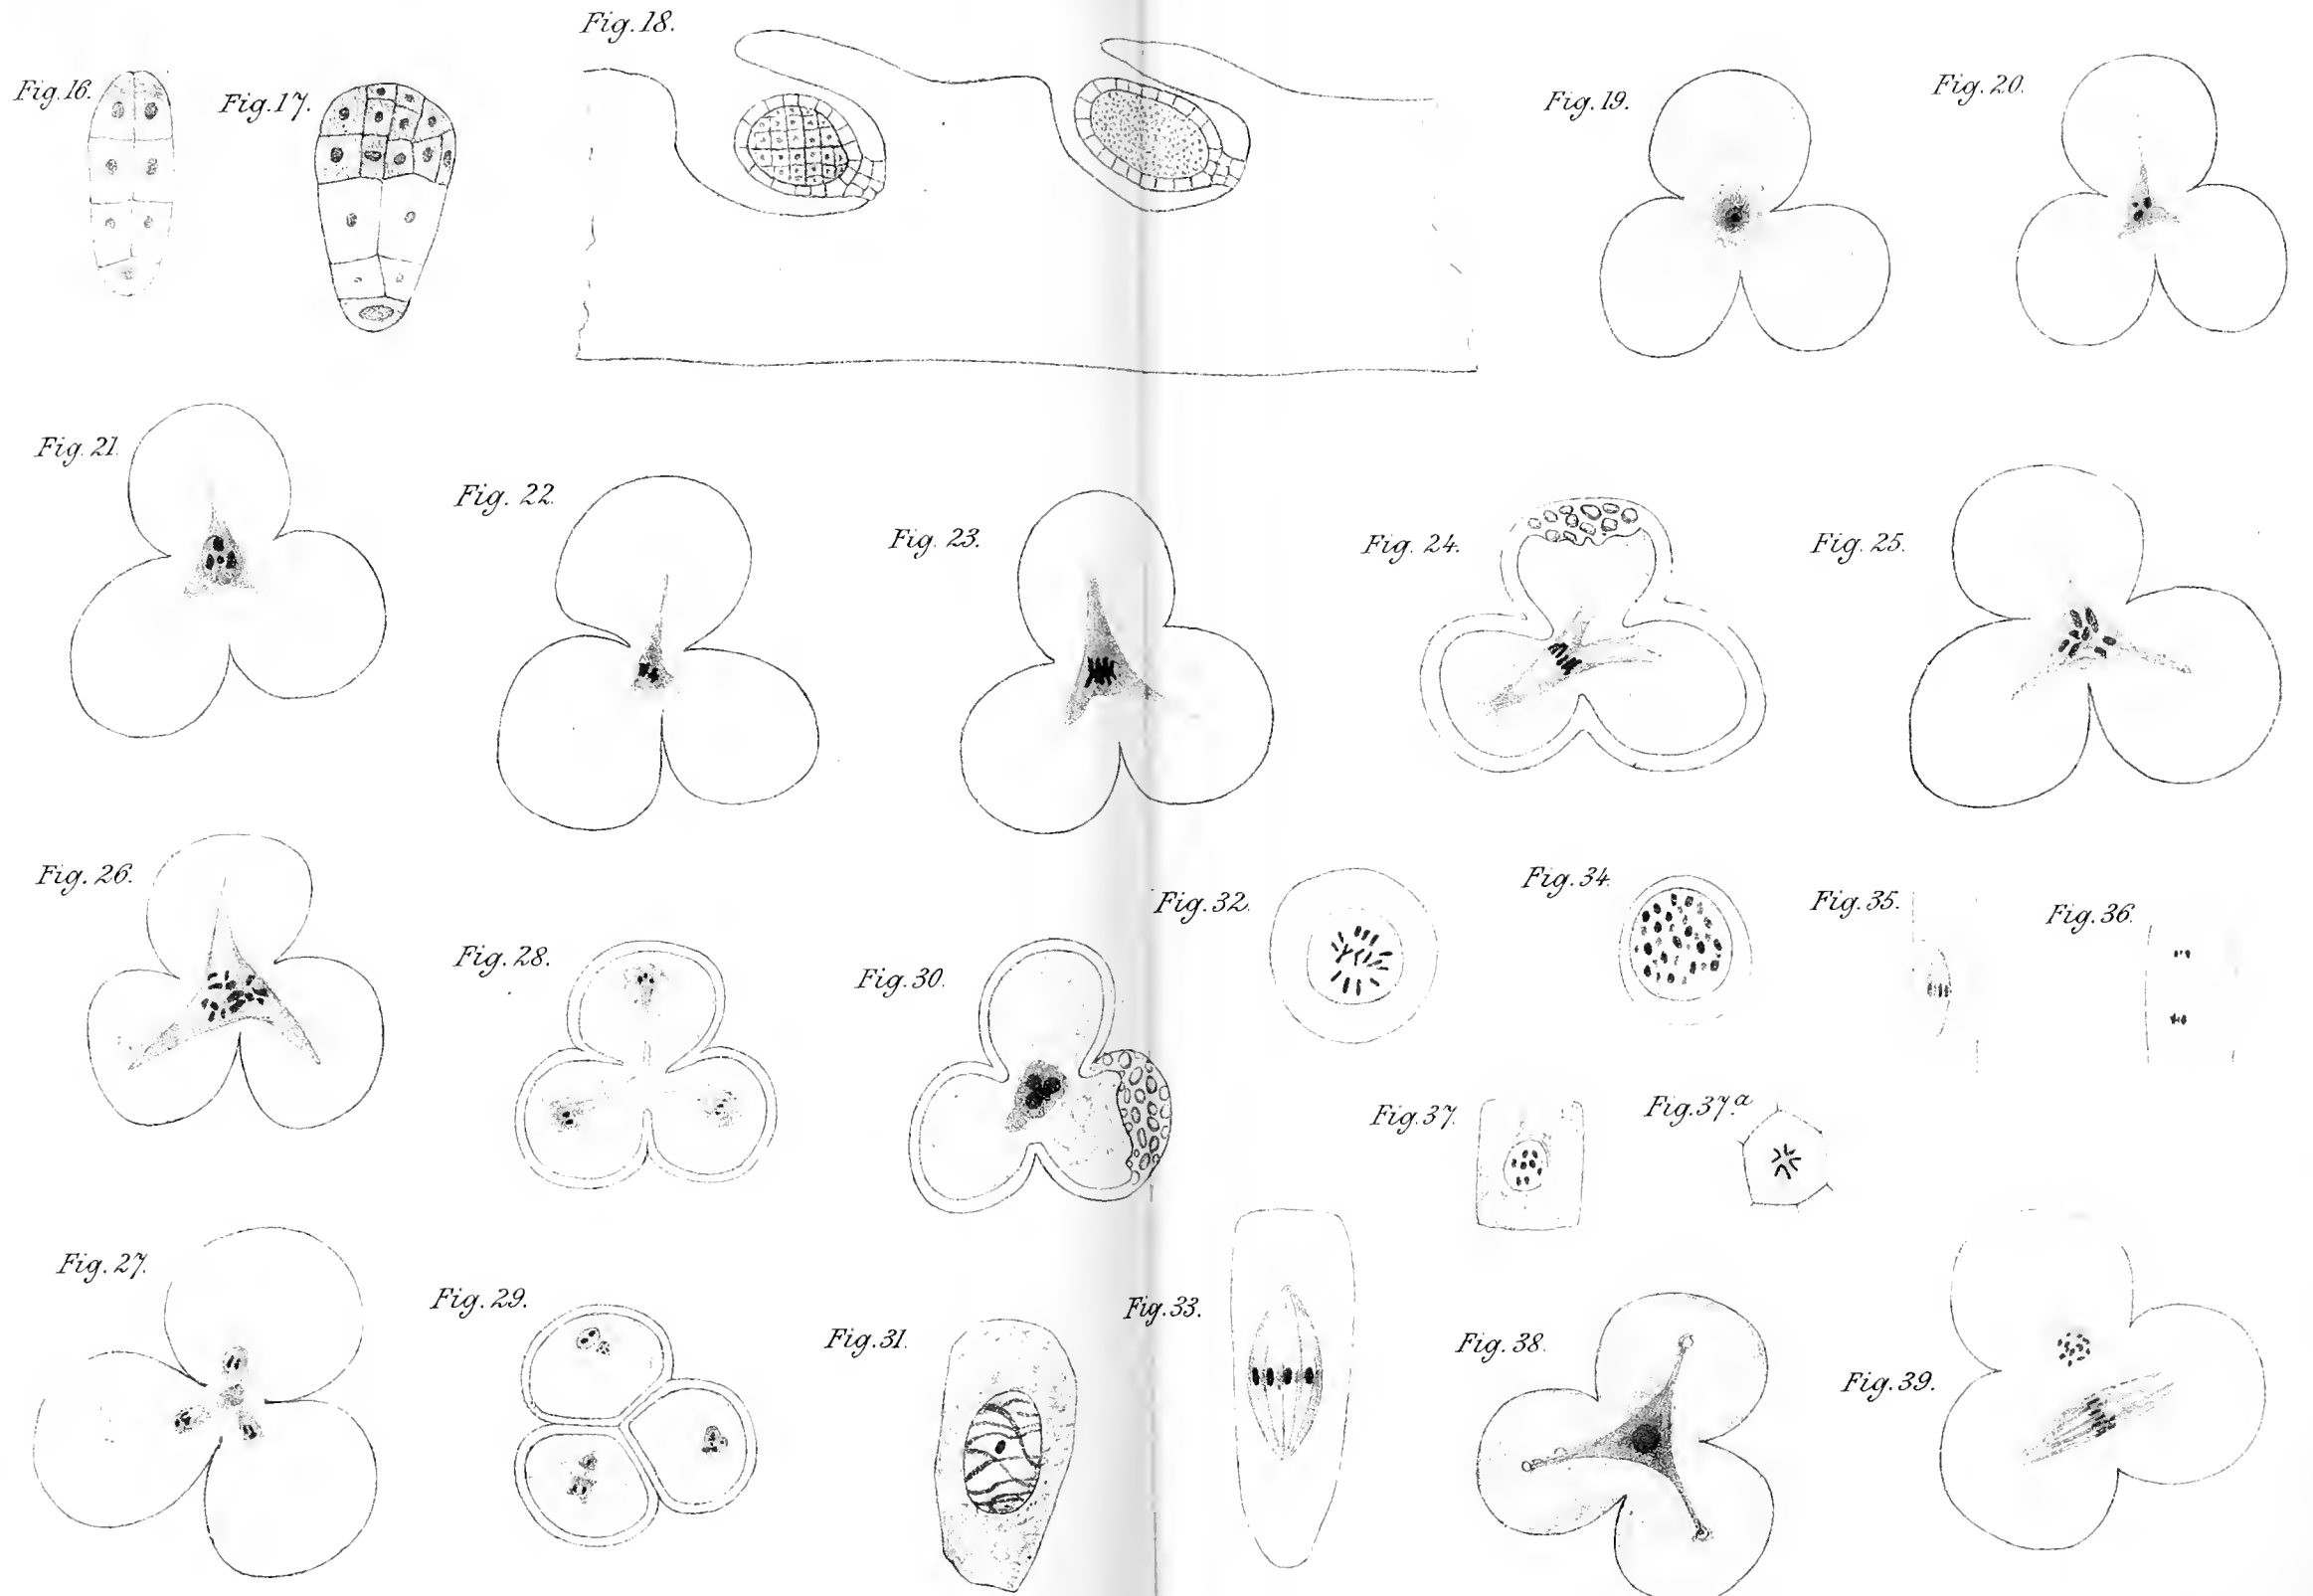 Fig. 16.
Fig. 17.
Fig. 18.
Fig. 19.
Fig. 20.
Fig. 21.
Fig. 22.
Fig. 23.
Fig. 24.
Fig. 25.
Fig. 26.
Fig. 28.
Fig. 30.
Fig. 32.
Fig. 34.
Fig. 35.
Fig. 36.
Fig. 37.
Fig. 37.a
Fig. 27.
Fig. 29.
Fig. 31.
Fig. 33.
Fig. 38.
Fig. 39.